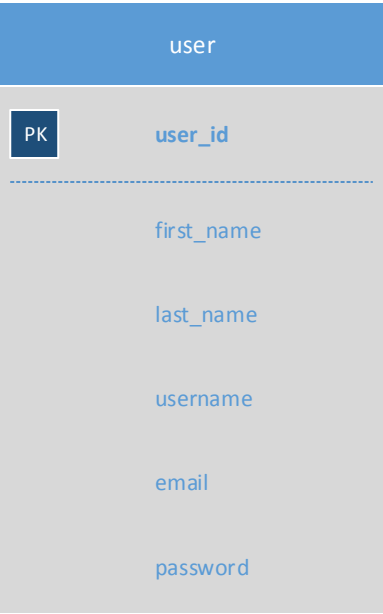 user
PK user_id
first_name
last_name
username
email
password